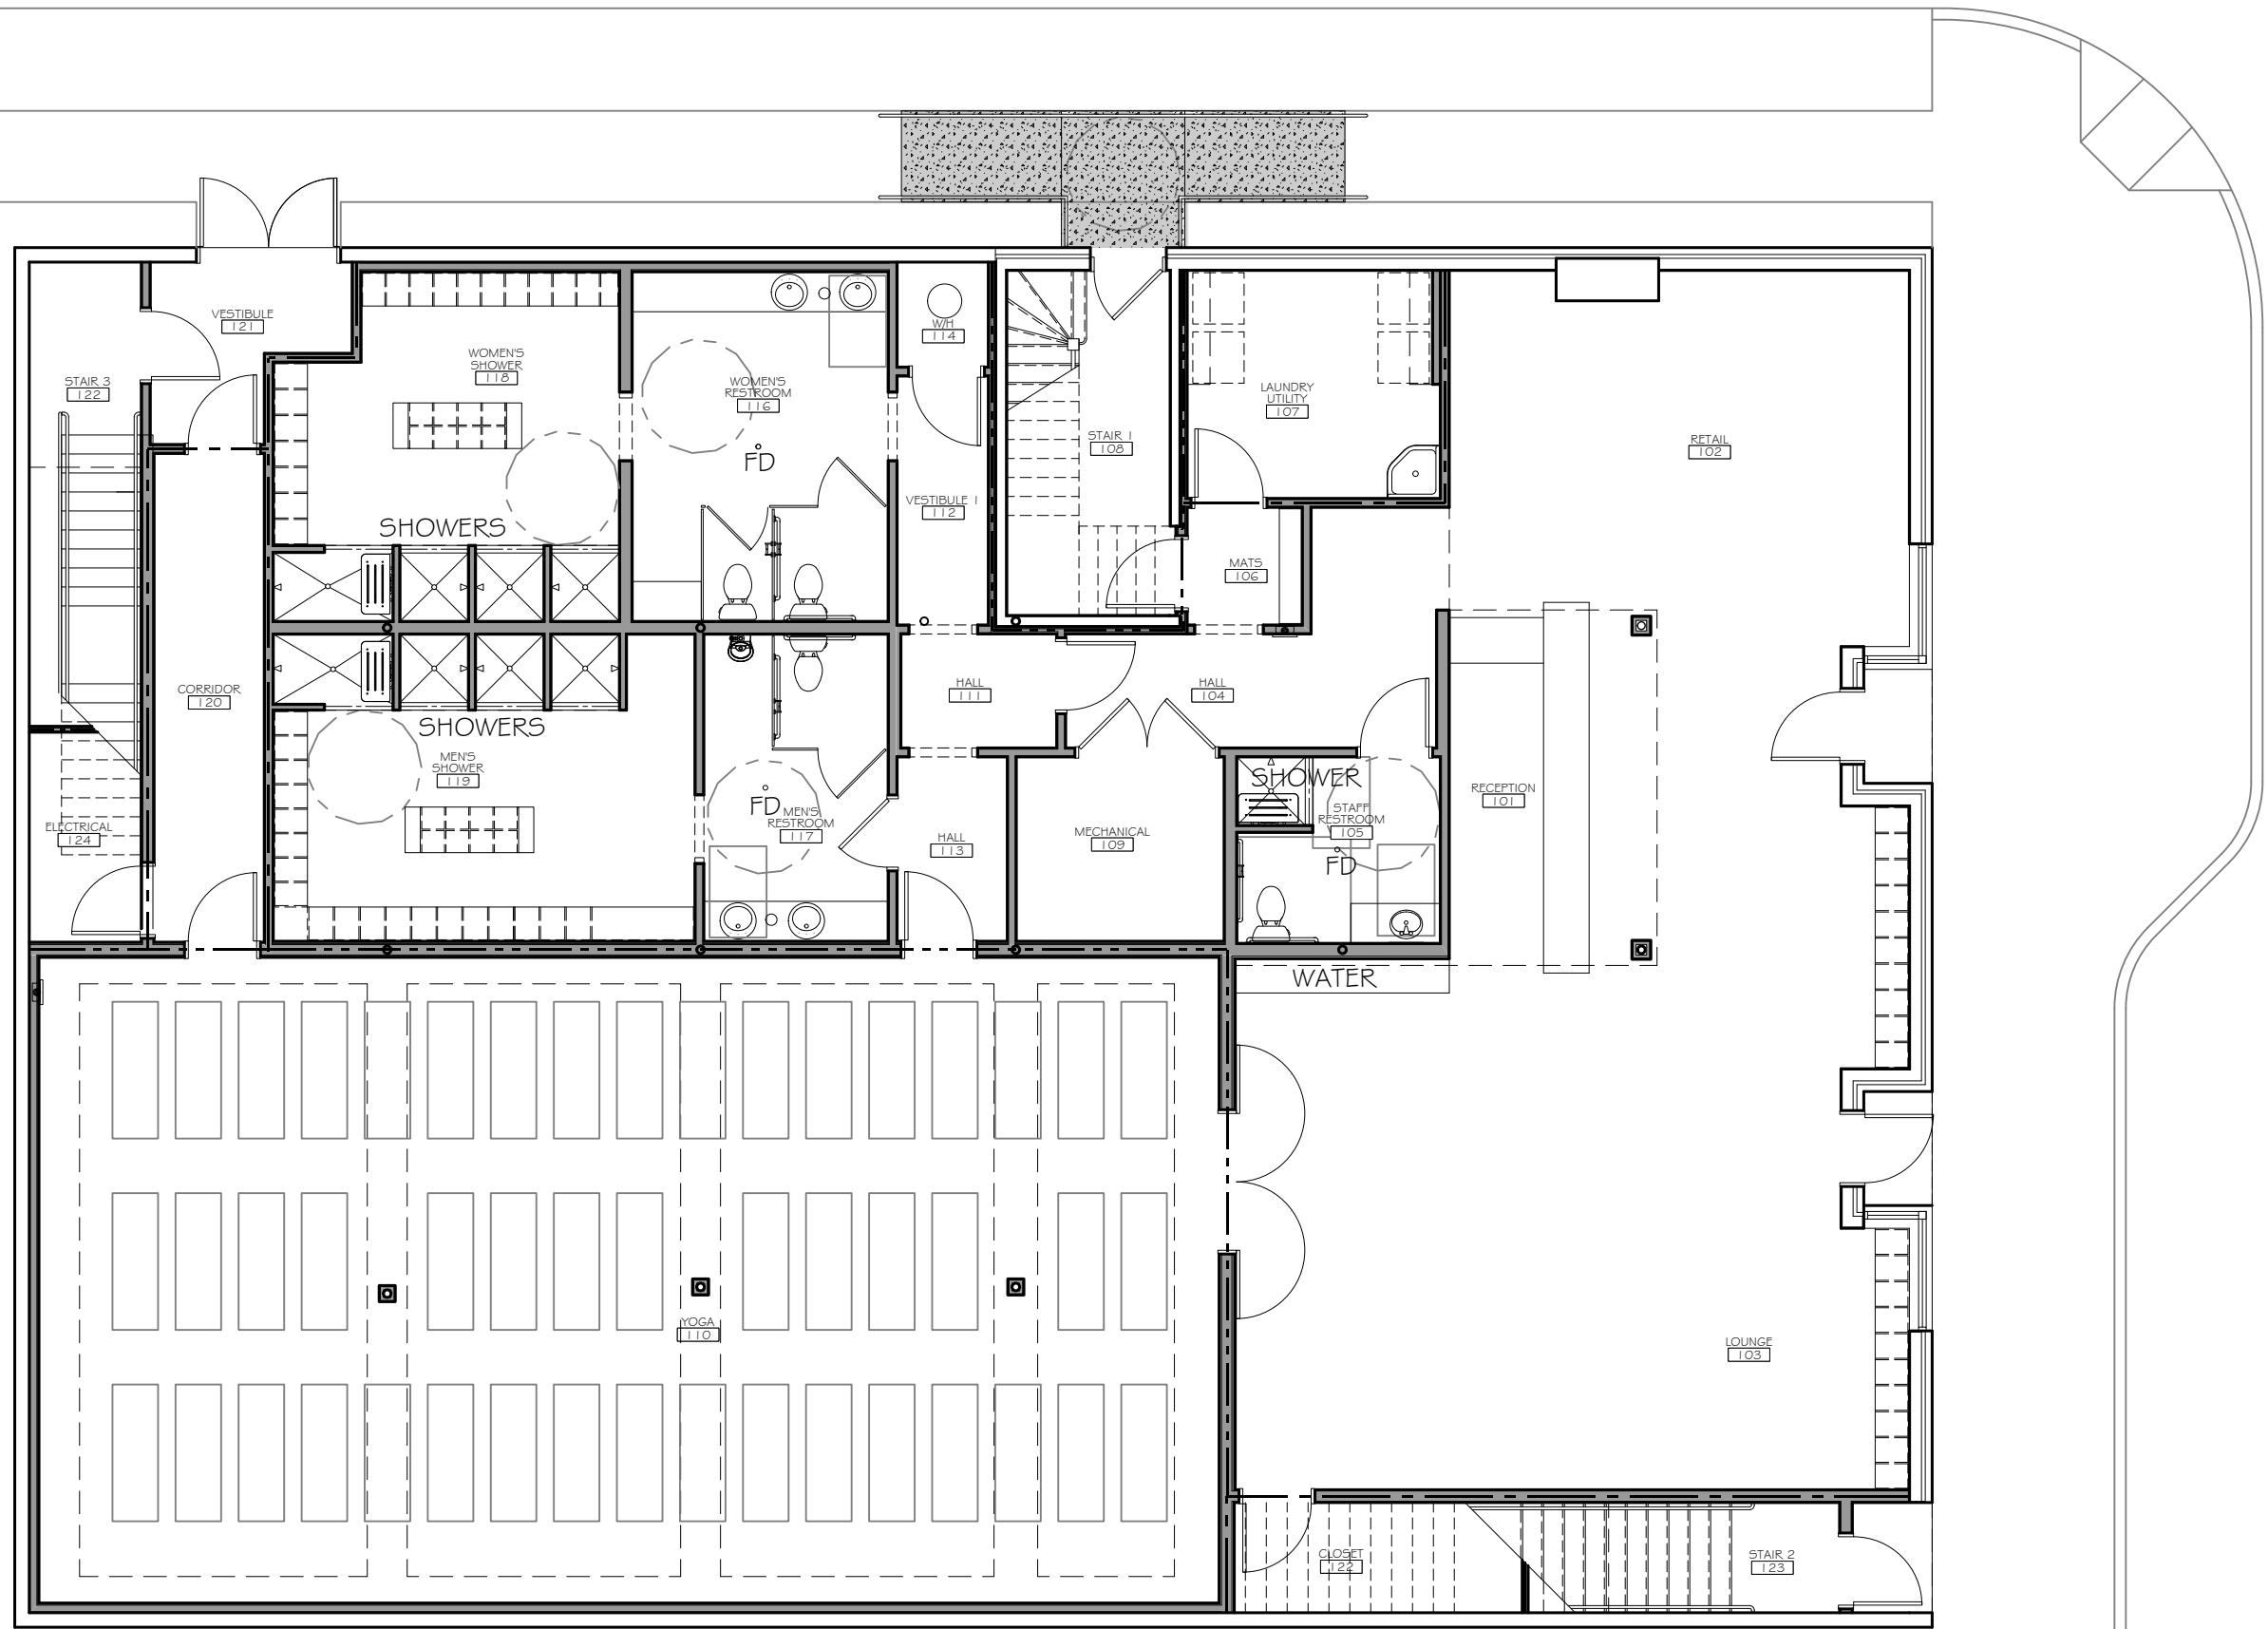 VESTIBULE
121
W/H
114
WOMEN'S
SHOWER
118
WOMEN'S
RESTROOM
116
STAIR 3
122
LAUNDRY
UTILITY
107
STAIR 1
108
RETAIL
102
FD
VESTIBULE 1
112
SHOWERS
MATS
106
CORRIDOR
120
HALL
111
HALL
104
SHOWERS
MEN'S
SHOWER
119
SHOWER
RECEPTION
101
FD
MEN'S
RESTROOM
117
STAFF
RESTROOM
105
ELECTRICAL
124
HALL
113
MECHANICAL
109
FD
WATER
YOGA
110
LOUNGE
103
CLOSET
122
STAIR 2
123